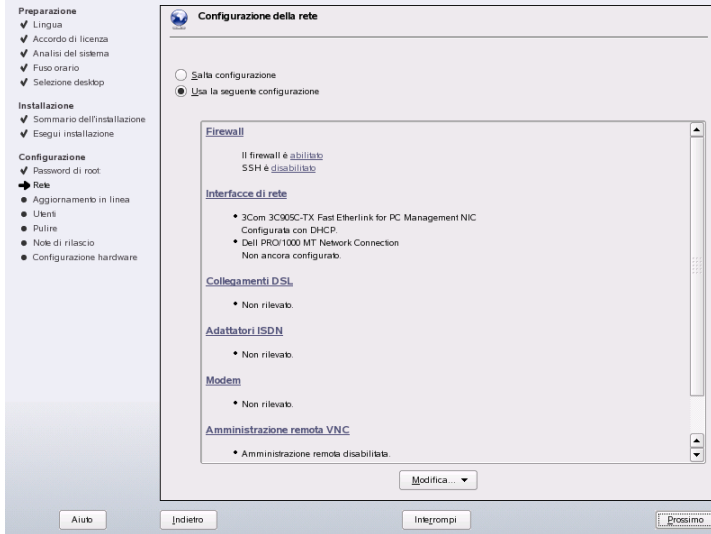 Preparazione
Lingua
Accordo di licenza
Analisi del sistema
Fuso orario
Selezione desktop
Installazione
Sommario dell'installazione
Esegui installazione
Configurazione
Password di root
Rete
Aggiornamento in linea
Utenti
Pulire
Note di rilascio
Configurazione hardware
Configurazione della rete
Salta configurazione
Usa la seguente configurazione
Firewall
Il firewall è abilitato
SSH è disabilitato
Interfacce di rete
3Com 3C905C-TX Fast Etherlink for PC Management NIC
Configurata con DHCP.
Dell PRO/1000 MT Network Connection
Non ancora configurato.
Collegamenti DSL
Non rilevato.
Adattatori ISDN
Non rilevato.
Modem
Non rilevato.
Amministrazione remota VNC
Amministrazione remota disabilitata.
Modifica...
Aiuto
Indietro
Interrompi
Prossimo